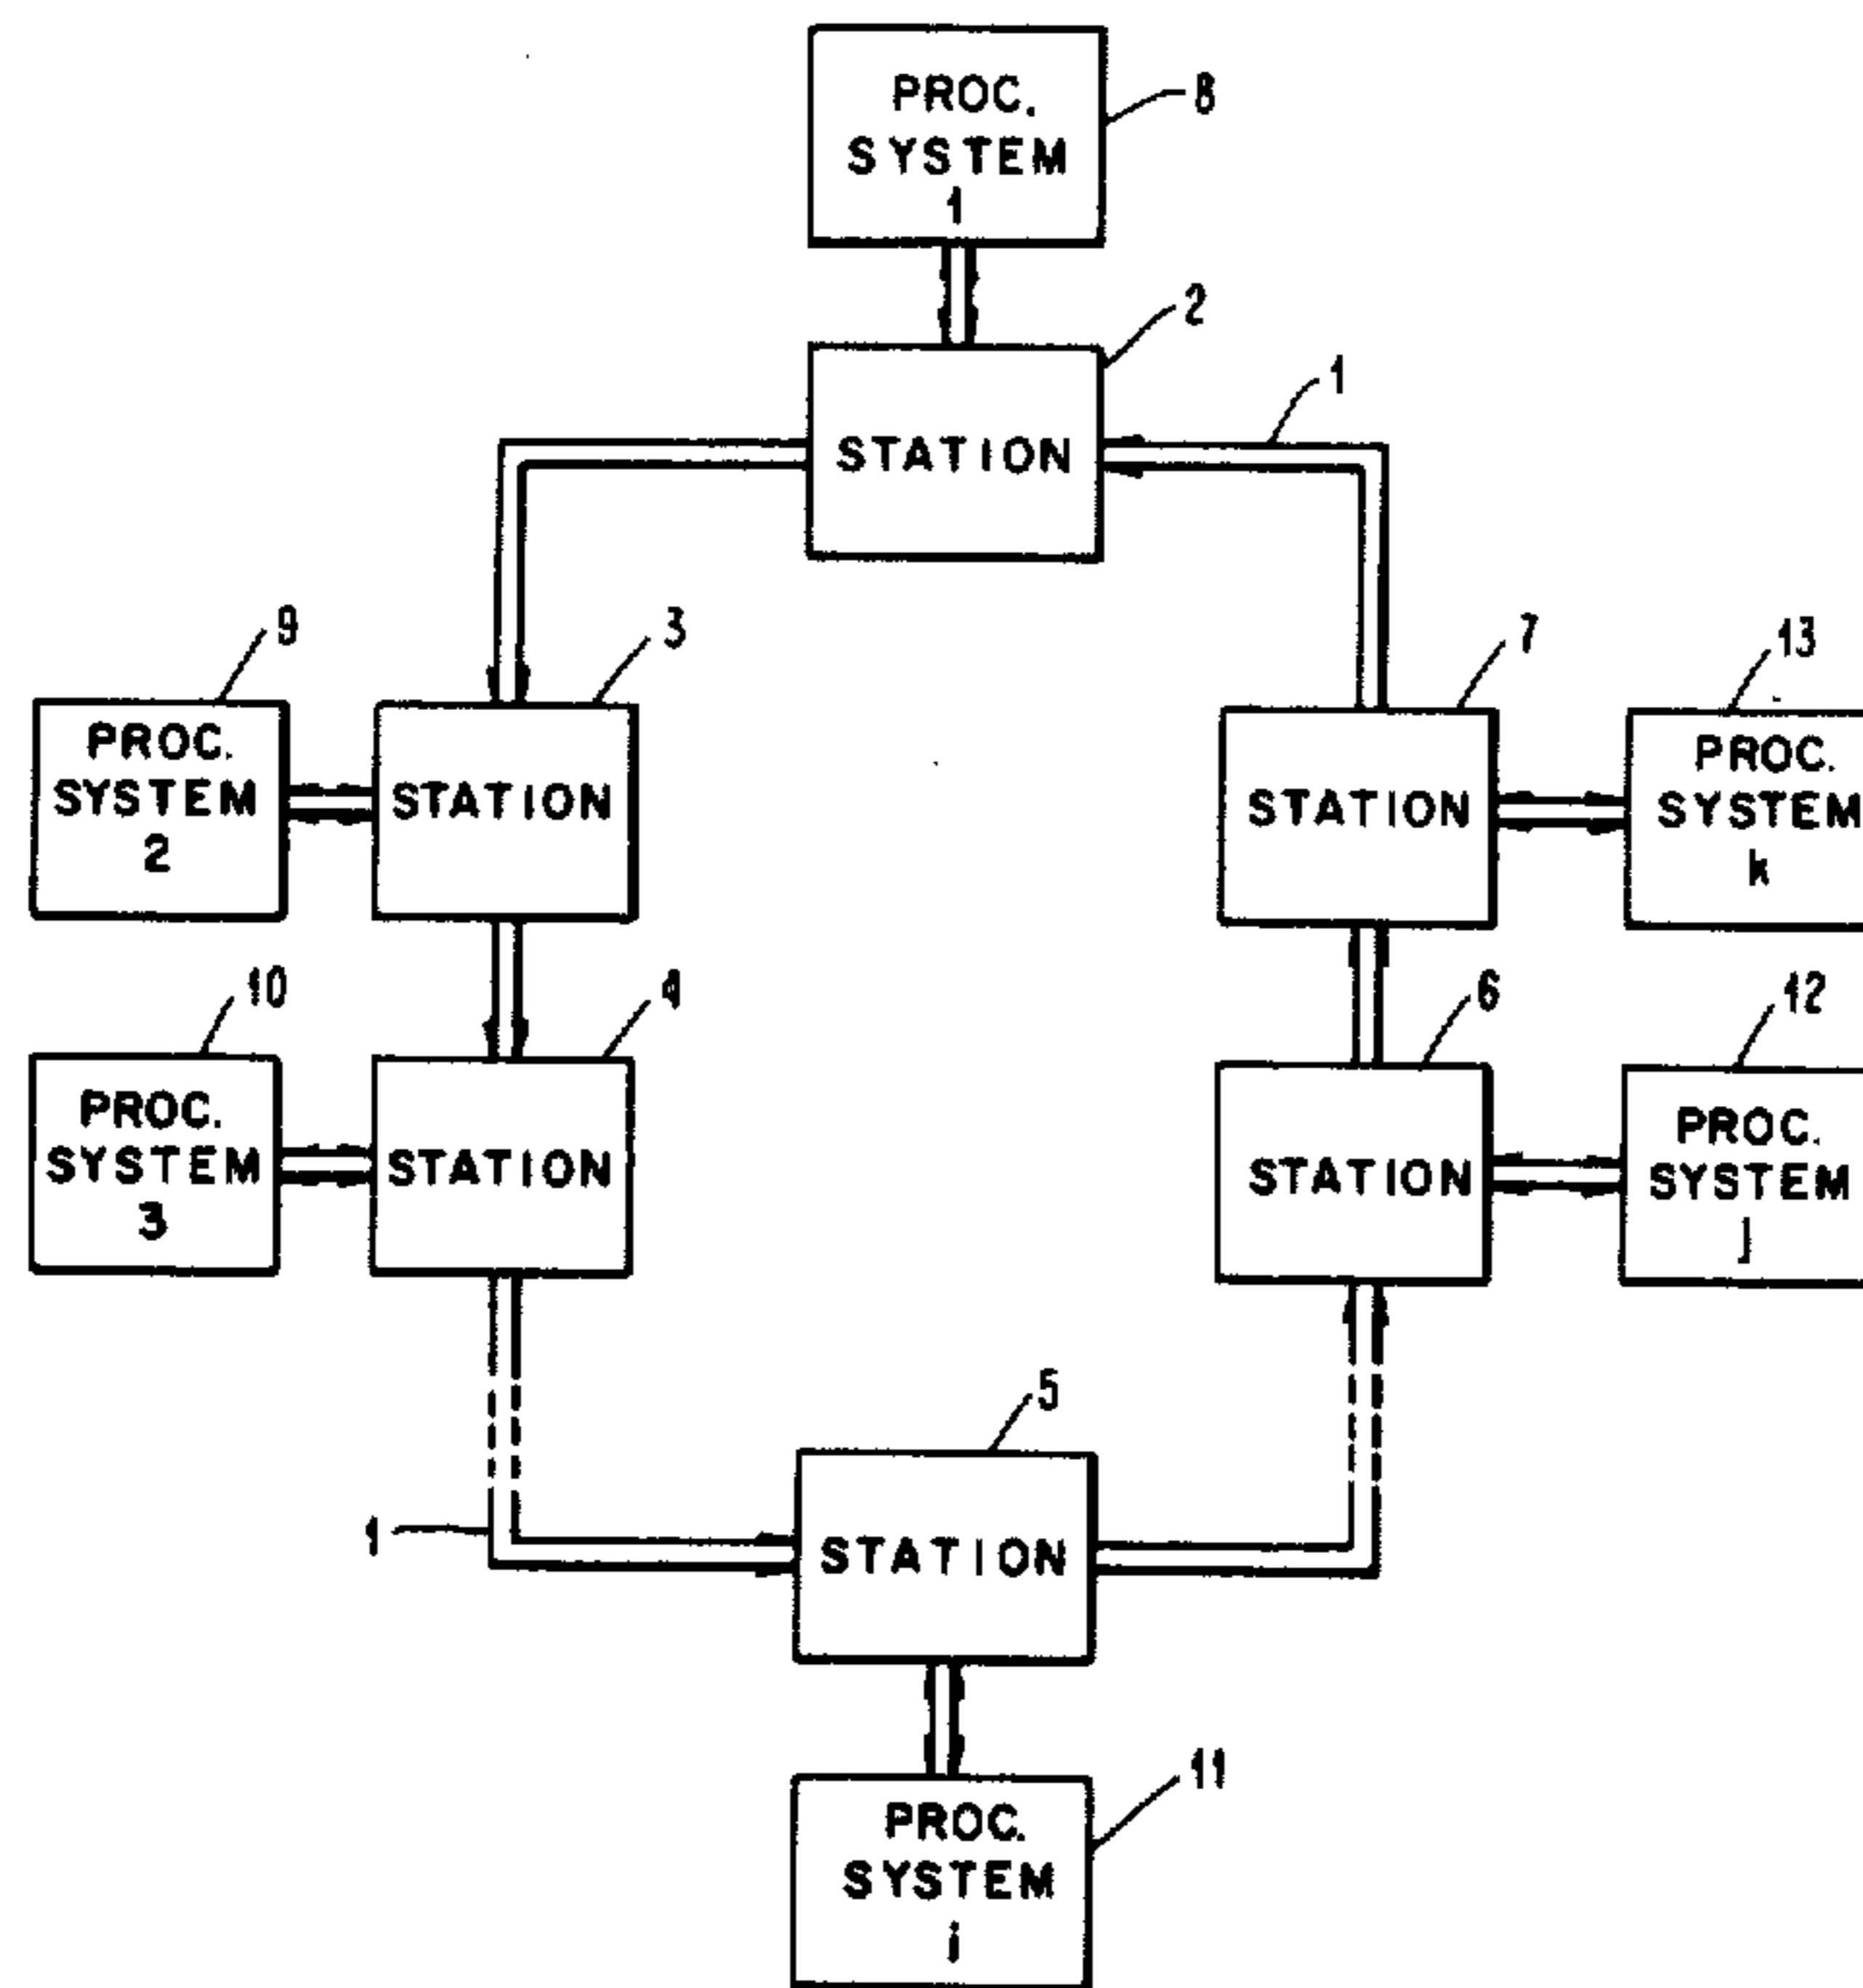 PROC.
SYSTEM
1
8
2
STATION
1
9
3
7
13
PROC.
SYSTEM
2
STATION
STATION
PROC.
SYSTEM
k
10
4
6
12
PROC.
SYSTEM
3
STATION
STATION
PROC.
SYSTEM
j
5
1
STATION
11
PROC.
SYSTEM
i